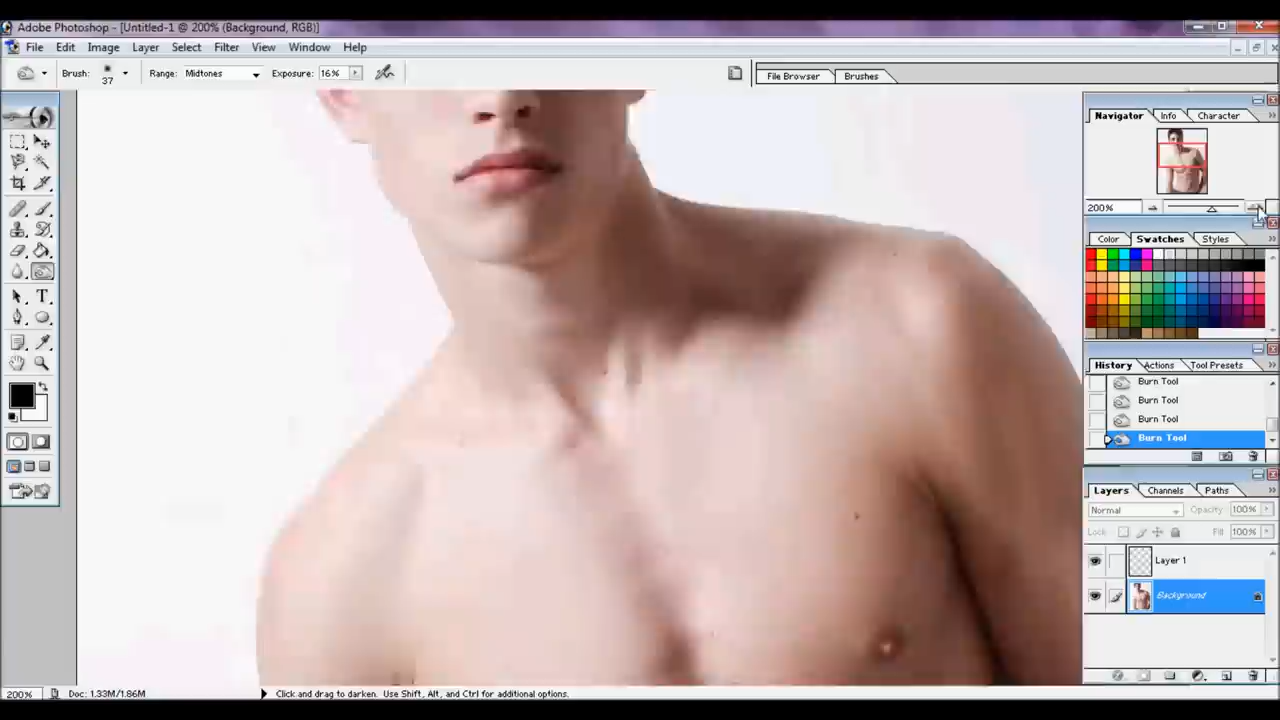 Adobe Photoshop - [Untitled-1 @ 200% (Background, RGB)]
File Edit Image Layer Select Filter View Window Help
Brush: 37 Range: Midtones Exposure: 16% File Browser Brushes
Navigator Info Character
200%
Color Swatches Styles
History Actions Tool Presets
Burn Tool
Burn Tool
Burn Tool
Burn Tool
Layers Channels Paths
Normal Opacity: 100%
Lock: Fill: 100%
Layer 1
Background
200% Doc: 1.33M/1.86M Click and drag to darken. Use Shift, Alt, and Ctrl for additional options.